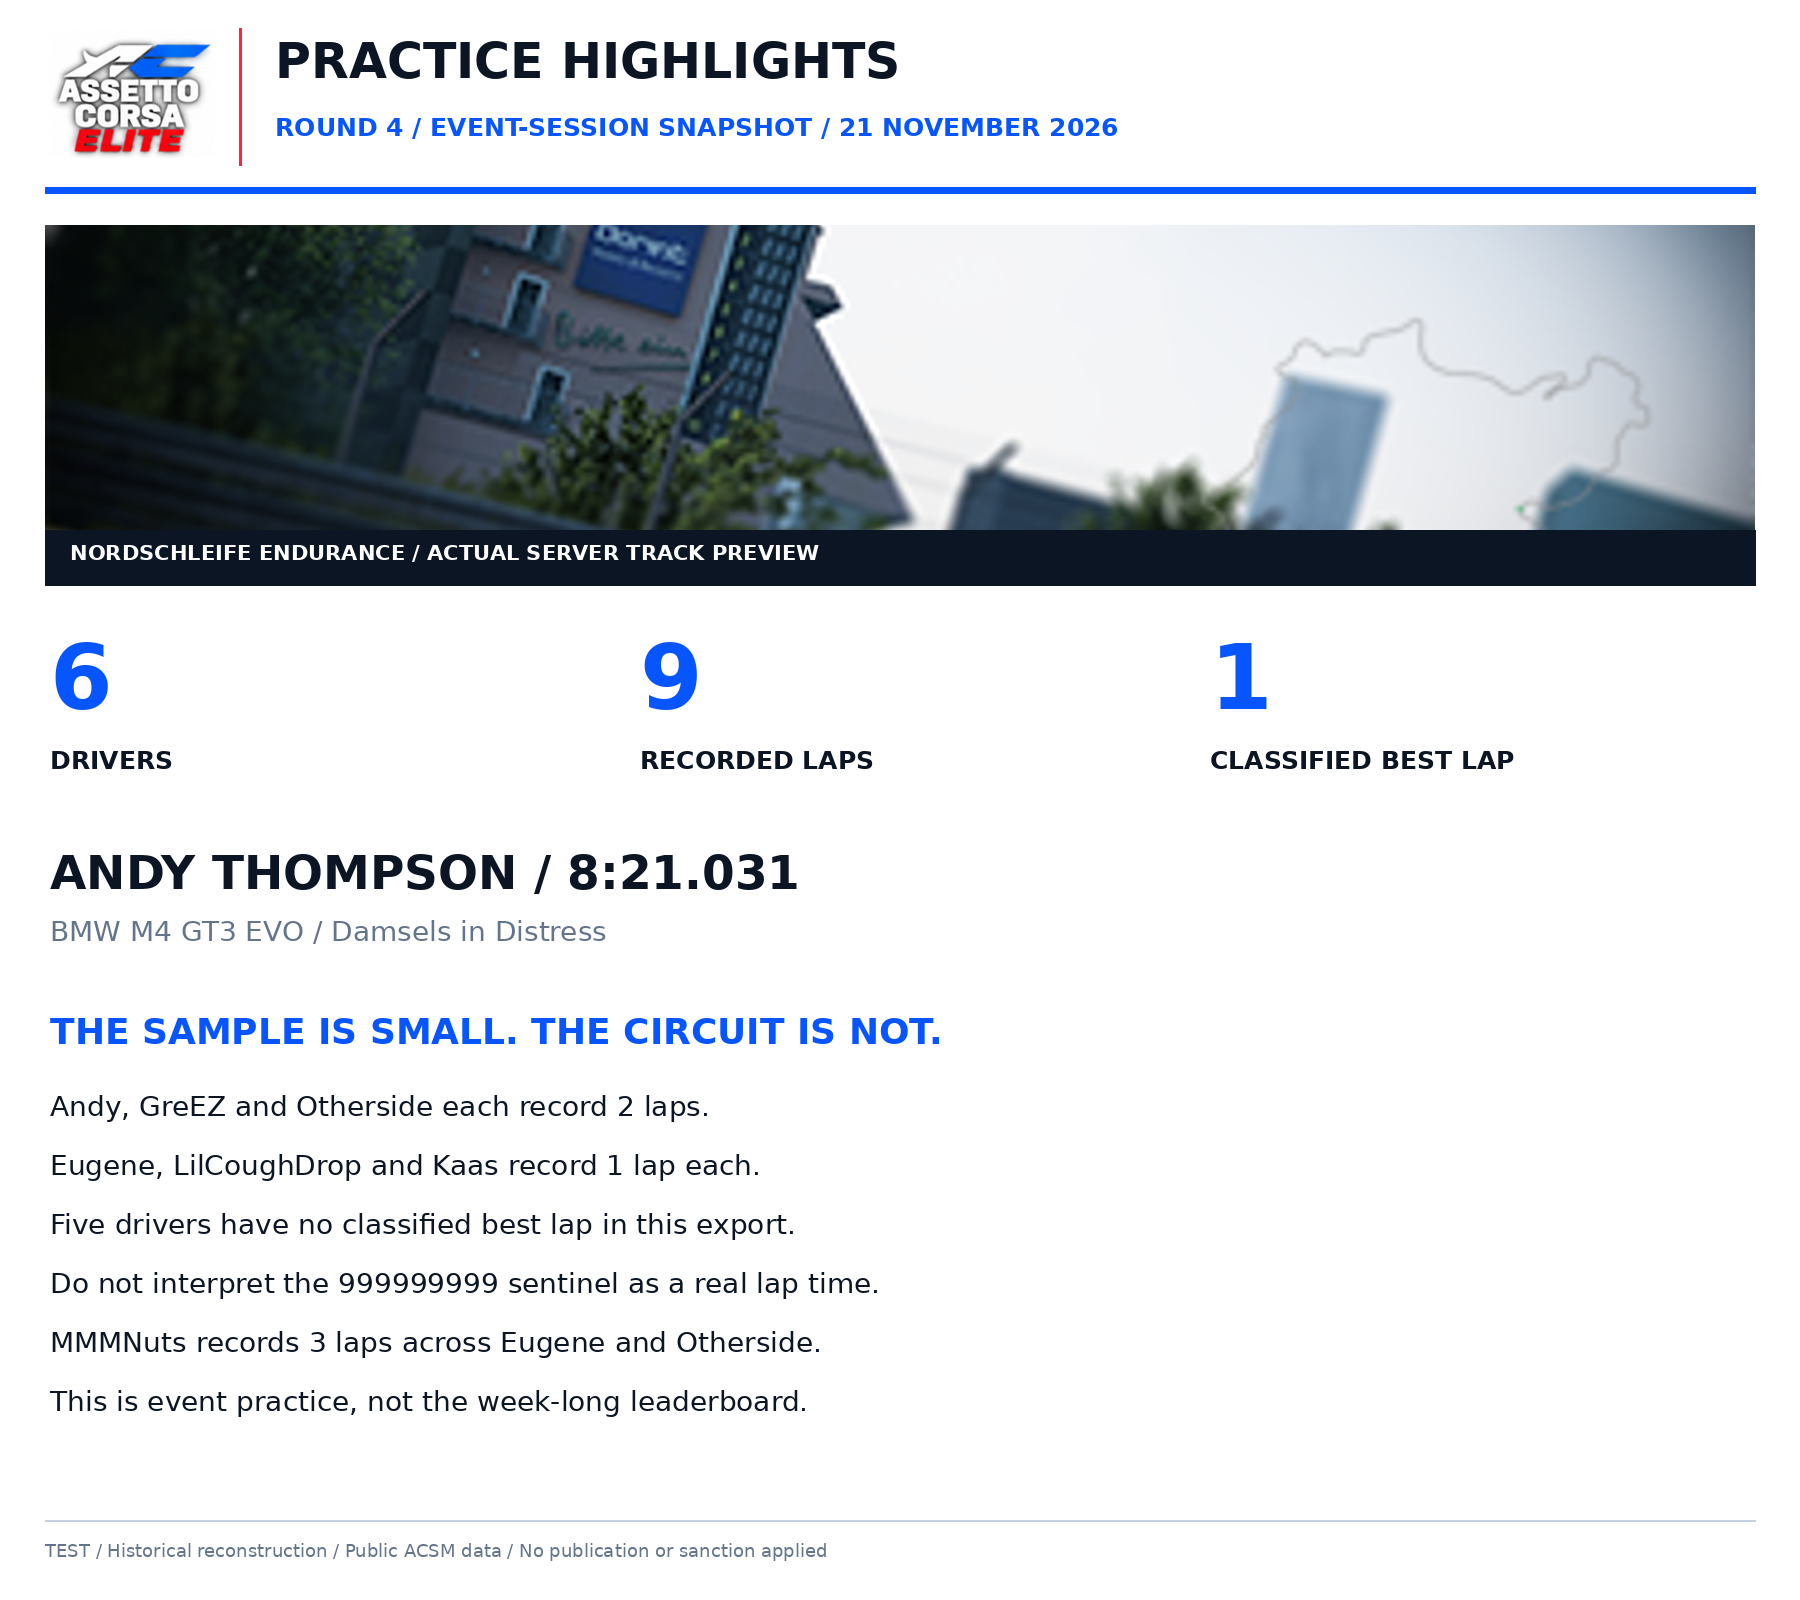 ASSETTO
CORSA
ELITE
PRACTICE HIGHLIGHTS
ROUND 4 / EVENT-SESSION SNAPSHOT / 21 NOVEMBER 2026
Dorint
Bitte ein
NORDSCHLEIFE ENDURANCE / ACTUAL SERVER TRACK PREVIEW
6
DRIVERS
9
RECORDED LAPS
1
CLASSIFIED BEST LAP
ANDY THOMPSON / 8:21.031
BMW M4 GT3 EVO / Damsels in Distress
THE SAMPLE IS SMALL. THE CIRCUIT IS NOT.
Andy, GreEZ and Otherside each record 2 laps.
Eugene, LilCoughDrop and Kaas record 1 lap each.
Five drivers have no classified best lap in this export.
Do not interpret the 999999999 sentinel as a real lap time.
MMMNuts records 3 laps across Eugene and Otherside.
This is event practice, not the week-long leaderboard.
TEST / Historical reconstruction / Public ACSM data / No publication or sanction applied